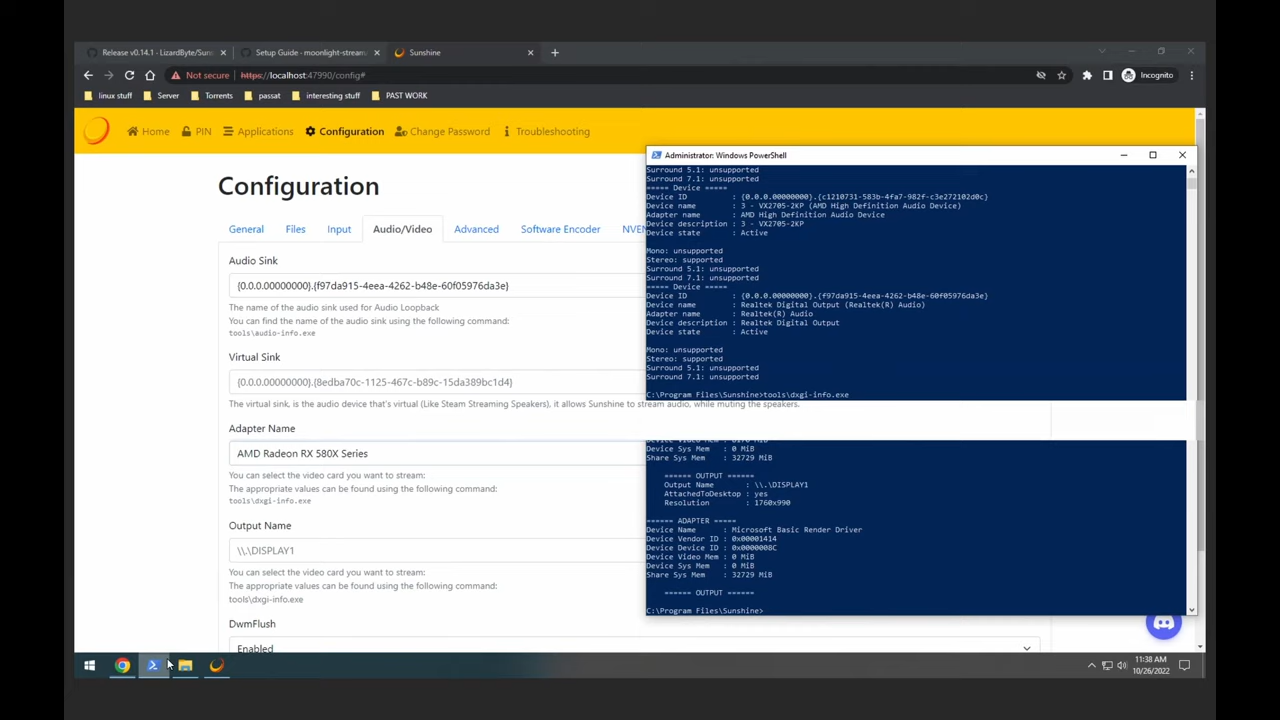 Release v0.14.1 - LizardByte/Sun
Setup Guide - moonlight-stream
Sunshine
Not secure
https://localhost:47990/config#
Incognito
linux stuff
Server
Torrents
passat
interesting stuff
PAST WORK
Home
PIN
Applications
Configuration
Change Password
Troubleshooting
Configuration
General
Files
Input
Audio/Video
Advanced
Software Encoder
NVEN
Audio Sink
{0.0.0.00000000}.{f97da915-4eea-4262-b48e-60f05976da3e}
The name of the audio sink used for Audio Loopback
You can find the name of the audio sink using the following command:
tools\audio-info.exe
Virtual Sink
{0.0.0.00000000}.{8edba70c-1125-467c-b89c-15da389bc1d4}
The virtual sink, is the audio device that's virtual (Like Steam Streaming Speakers), it allows Sunshine to stream audio, while muting the speakers.
Adapter Name
AMD Radeon RX 580X Series
You can select the video card you want to stream:
The appropriate values can be found using the following command:
tools\dxgi-info.exe
Output Name
\\.\DISPLAY1
You can select the video card you want to stream:
The appropriate values can be found using the following command:
tools\dxgi-info.exe
DwmFlush
Enabled
Administrator: Windows PowerShell
Surround 5.1: unsupported
Surround 7.1: unsupported
===== Device =====
Device ID : {0.0.0.00000000}.{c1210731-583b-4fa7-982f-c3e272102d0c}
Device name : 3 - VX2705-2KP (AMD High Definition Audio Device)
Adapter name : AMD High Definition Audio Device
Device description : 3 - VX2705-2KP
Device state : Active
Mono: unsupported
Stereo: supported
Surround 5.1: unsupported
Surround 7.1: unsupported
===== Device =====
Device ID : {0.0.0.00000000}.{f97da915-4eea-4262-b48e-60f05976da3e}
Device name : Realtek Digital Output (Realtek(R) Audio)
Adapter name : Realtek(R) Audio
Device description : Realtek Digital Output
Device state : Active
Mono: unsupported
Stereo: supported
Surround 5.1: unsupported
Surround 7.1: unsupported
C:\Program Files\Sunshine>tools\dxgi-info.exe
Device Sys Mem : 0 MiB
Share Sys Mem : 32729 MiB
====== OUTPUT ======
Output Name : \\.\DISPLAY1
AttachedToDesktop : yes
Resolution : 1760x990
====== ADAPTER =====
Device Name : Microsoft Basic Render Driver
Device Vendor ID : 0x00001414
Device Device ID : 0x0000008C
Device Video Mem : 0 MiB
Device Sys Mem : 0 MiB
Share Sys Mem : 32729 MiB
====== OUTPUT ======
C:\Program Files\Sunshine>
11:38 AM
10/26/2022